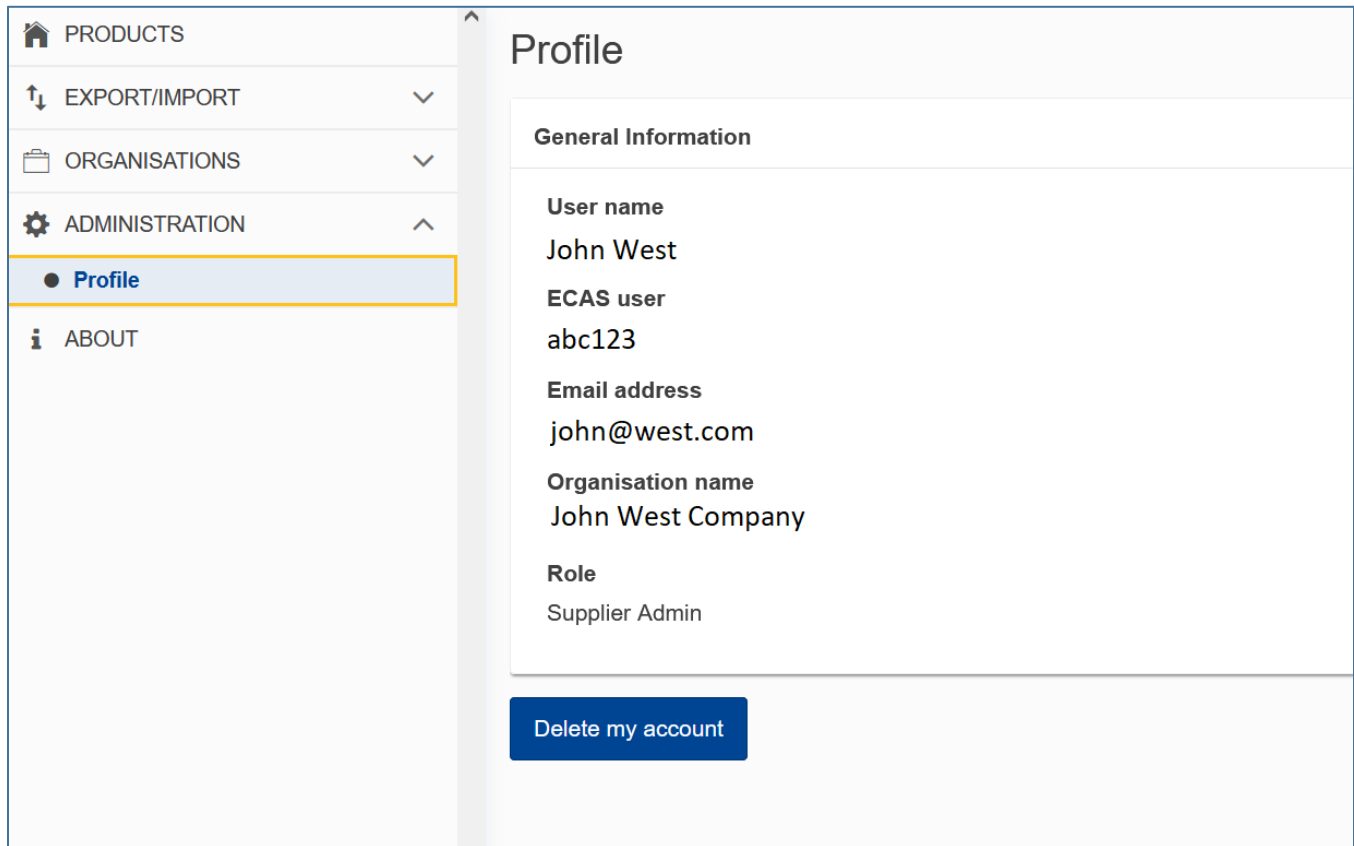 PRODUCTS
EXPORT/IMPORT
ORGANISATIONS
ADMINISTRATION
Profile
ABOUT
Profile
General Information
User name
John West
ECAS user
abc123
Email address
john@west.com
Organisation name
John West Company
Role
Supplier Admin
Delete my account